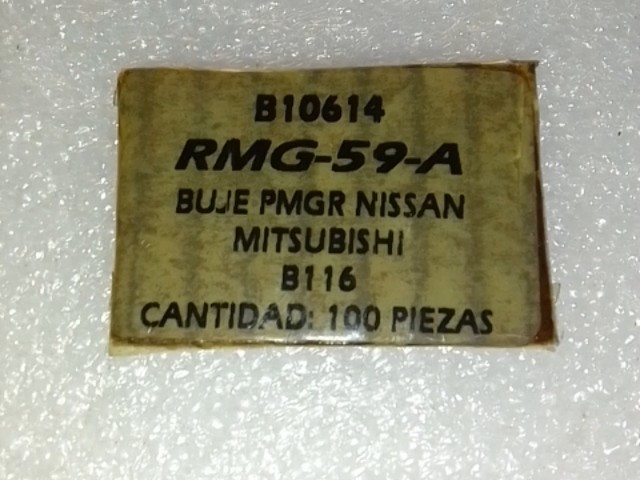 B10614
RMG-59-A
BUJE PMGR NISSAN
MITSUBISHI
B116
CANTIDAD: 100 PIEZAS